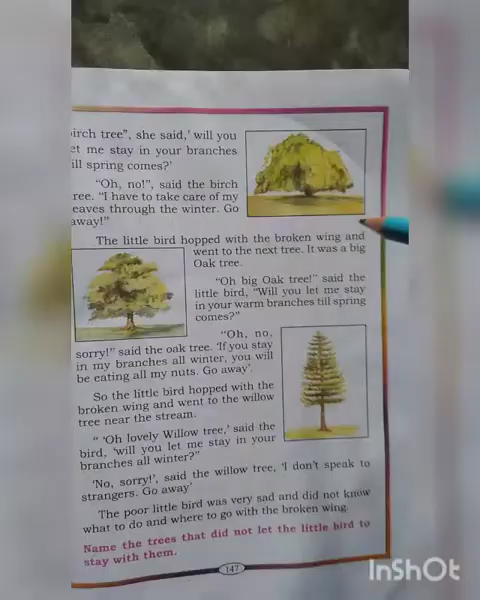 irch tree", she said,' will you
et me stay in your branches
ill spring comes?'
"Oh, no!", said the birch
ree. "I have to take care of my
eaves through the winter. Go
away!"
The little bird hopped with the broken wing and
went to the next tree. It was a big
Oak tree.
"Oh big Oak tree!" said the
little bird, "Will you let me stay
in your warm branches till spring
comes?"
"Oh, no,
sorry!" said the oak tree. 'If you stay
in my branches all winter, you will
be eating all my nuts. Go away'.
So the little bird hopped with the
broken wing and went to the willow
tree near the stream.
" 'Oh lovely Willow tree,' said the
bird, 'will you let me stay in your
branches all winter?"
'No, sorry!', said the willow tree, 'I don't speak to
strangers. Go away'
The poor little bird was very sad and did not know
what to do and where to go with the broken wing.
Name the trees that did not let the little bird to
stay with them.
147
InShOt